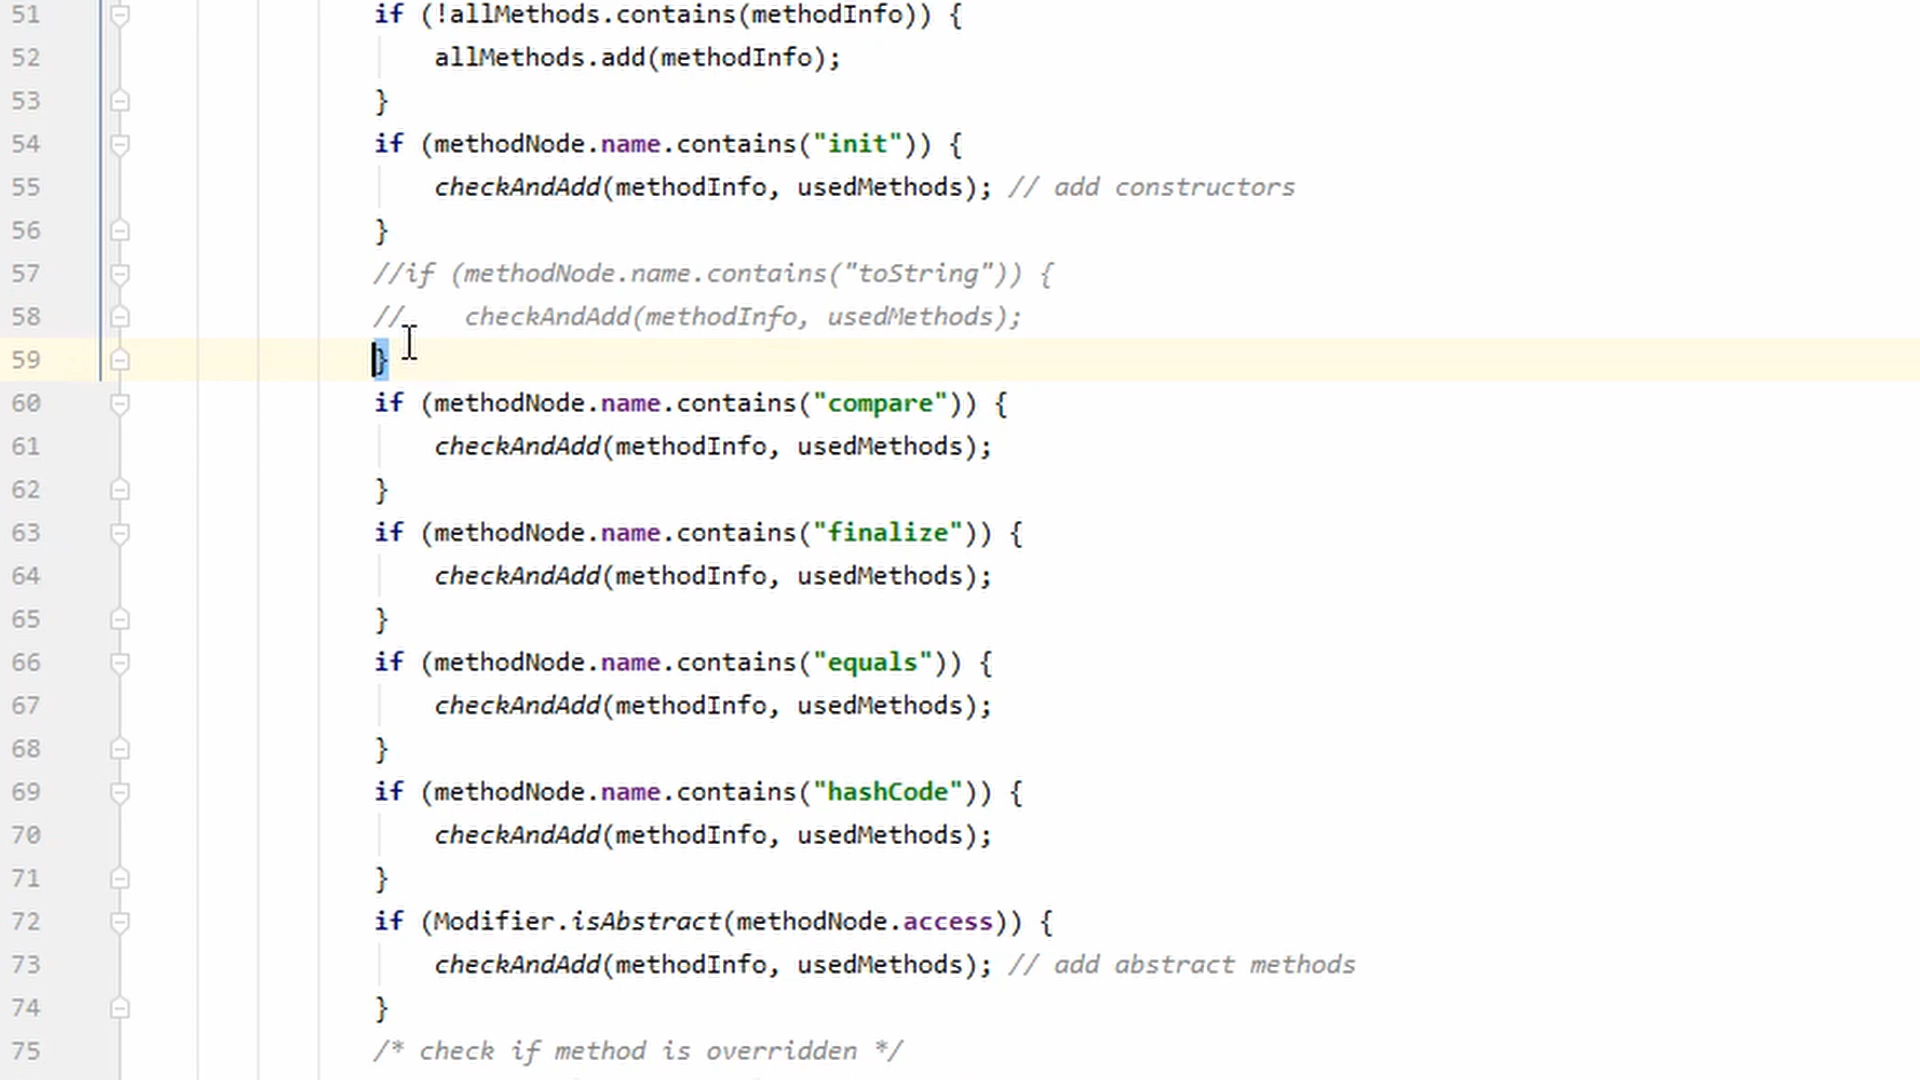 51 if (!allMethods.contains(methodInfo)) {
52 allMethods.add(methodInfo);
53 }
54 if (methodNode.name.contains("init")) {
55 checkAndAdd(methodInfo, usedMethods); // add constructors
56 }
57 //if (methodNode.name.contains("toString")) {
58 // checkAndAdd(methodInfo, usedMethods);
59 }
60 if (methodNode.name.contains("compare")) {
61 checkAndAdd(methodInfo, usedMethods);
62 }
63 if (methodNode.name.contains("finalize")) {
64 checkAndAdd(methodInfo, usedMethods);
65 }
66 if (methodNode.name.contains("equals")) {
67 checkAndAdd(methodInfo, usedMethods);
68 }
69 if (methodNode.name.contains("hashCode")) {
70 checkAndAdd(methodInfo, usedMethods);
71 }
72 if (Modifier.isAbstract(methodNode.access)) {
73 checkAndAdd(methodInfo, usedMethods); // add abstract methods
74 }
75 /* check if method is overridden */